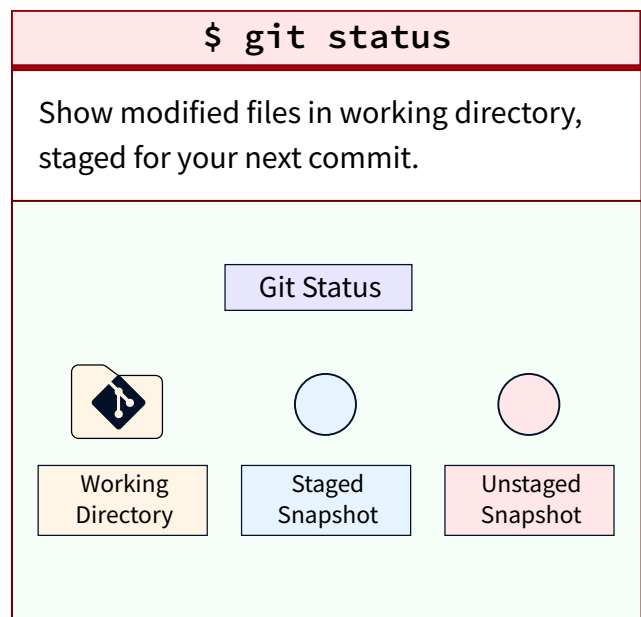 $ git status
Show modified files in working directory,
staged for your next commit.
Git Status
Working
Directory
Staged
Snapshot
Unstaged
Snapshot